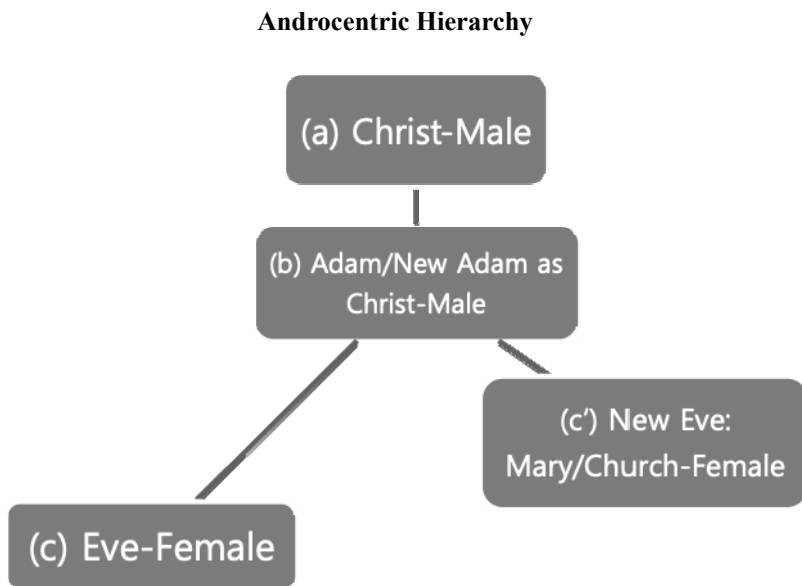 Androcentric Hierarchy
(a) Christ-Male
(b) Adam/New Adam as
Christ-Male
(c’) New Eve:
Mary/Church-Female
(c) Eve-Female